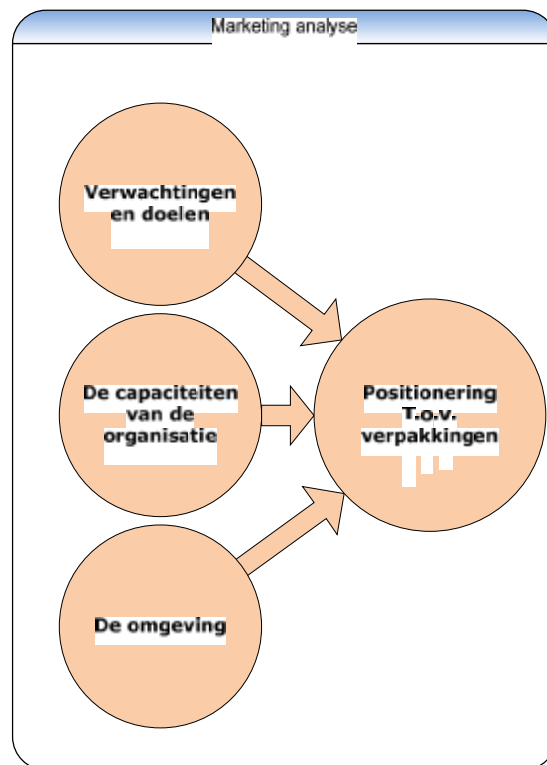 Marketing analyse
Verwachtingen
en doelen
De capaciteiten
van de
organisatie
Positionering
T.o.v.
verpakkingen
De omgeving